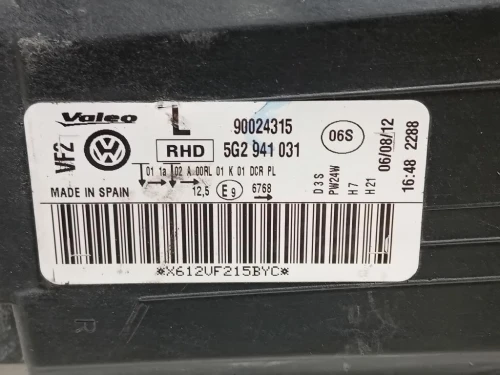 Valeo L 90024315
VF2 RHD 5G2 941 031 06S
01 1a 02 A 00RL 01 K 01 DCR PL
MADE IN SPAIN 12,5 E9 6768
D3S
PW24W
H7
H21
06/08/12
16:48 2288
*X612VF215BYC*